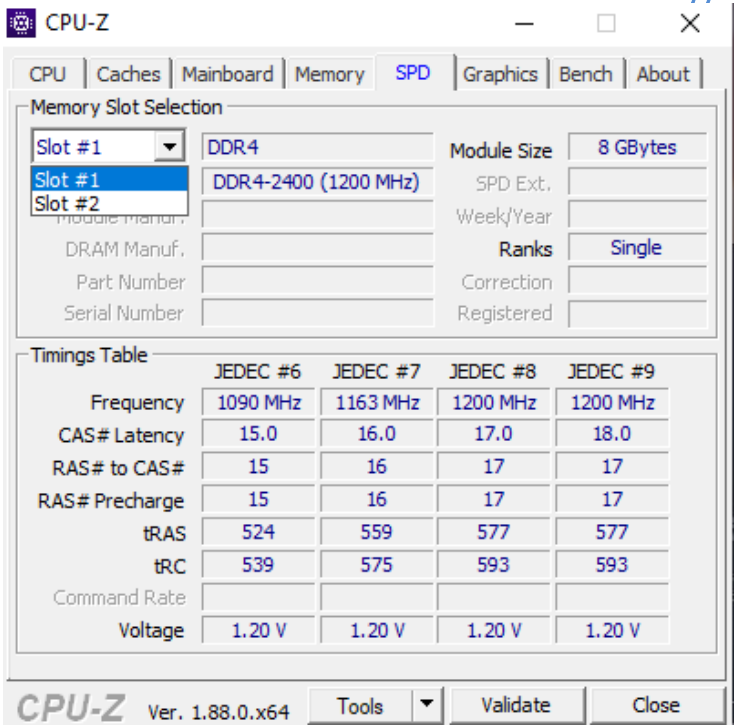 CPU-Z
CPU Caches Mainboard Memory SPD Graphics Bench About
Memory Slot Selection
Slot #1 DDR4 Module Size 8 GBytes
Slot #1 DDR4-2400 (1200 MHz) SPD Ext.
Slot #2
Week/Year
DRAM Manuf. Ranks Single
Part Number Correction
Serial Number Registered
Timings Table
JEDEC #6 JEDEC #7 JEDEC #8 JEDEC #9
Frequency 1090 MHz 1163 MHz 1200 MHz 1200 MHz
CAS# Latency 15.0 16.0 17.0 18.0
RAS# to CAS# 15 16 17 17
RAS# Precharge 15 16 17 17
tRAS 524 559 577 577
tRC 539 575 593 593
Command Rate
Voltage 1.20 V 1.20 V 1.20 V 1.20 V
CPU-Z Ver. 1.88.0.x64 Tools Validate Close